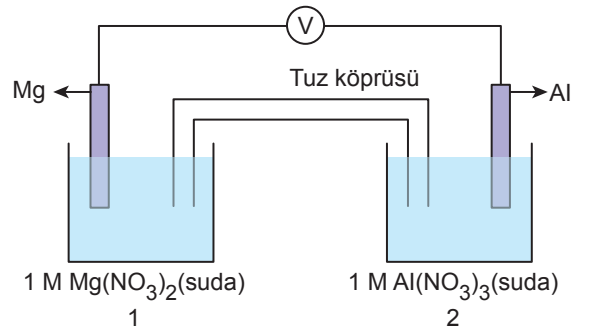 V
Tuz köprüsü
Mg
Al
1 M Mg(NO₃)₂(suda)
1 M Al(NO₃)₃(suda)
1
2